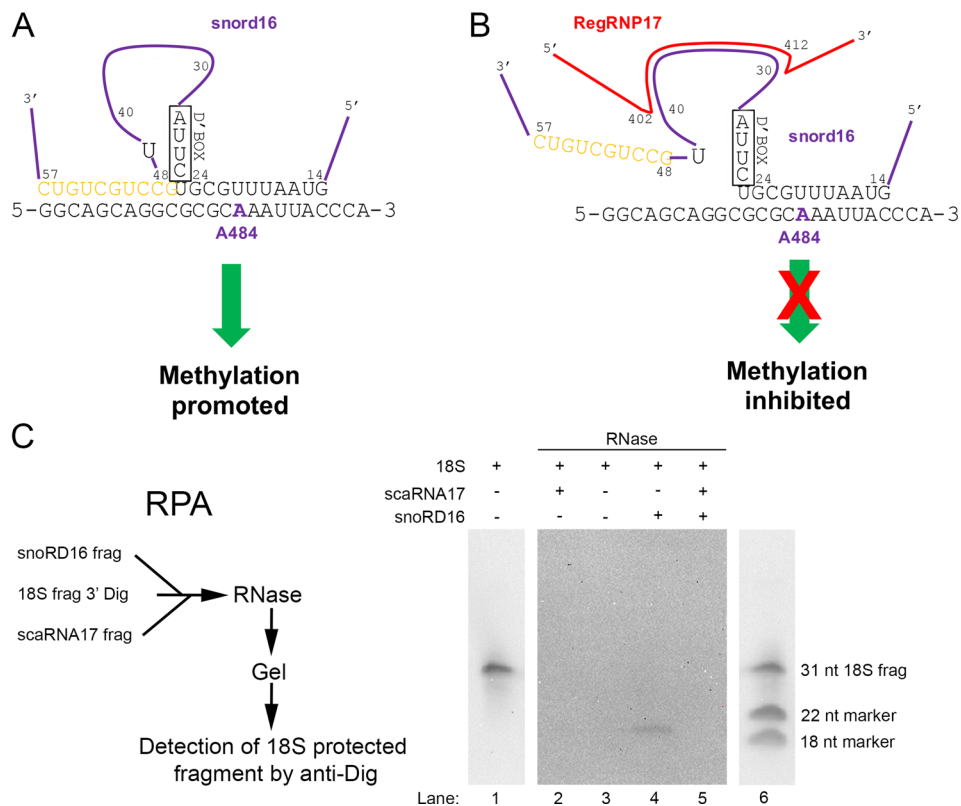 A
snord16
30
3’
40
5’
AUUC
D’ BOX
U
57
48
24
14
CUGUCGUCCG
UGCGUUUAAUG
5-GGCAGCAGGCGCGCAAAUUACCCA-3
A484
Methylation
promoted
B
RegRNP17
412
3’
5’
3’
30
40
402
AUUC
D’ BOX
snord16
5’
57
CUGUCGUCCG
U
48
24
14
UGCGUUUAAUG
5-GGCAGCAGGCGCGCAAAUUACCCA-3
A484
X
Methylation
inhibited
C
RPA
snoRD16 frag
18S frag 3’ Dig
scaRNA17 frag
RNase
Gel
Detection of 18S protected
fragment by anti-Dig
RNase
18S + + + + +
scaRNA17 - + - - +
snoRD16 - - - + +
31 nt 18S frag
22 nt marker
18 nt marker
Lane: 1 2 3 4 5 6